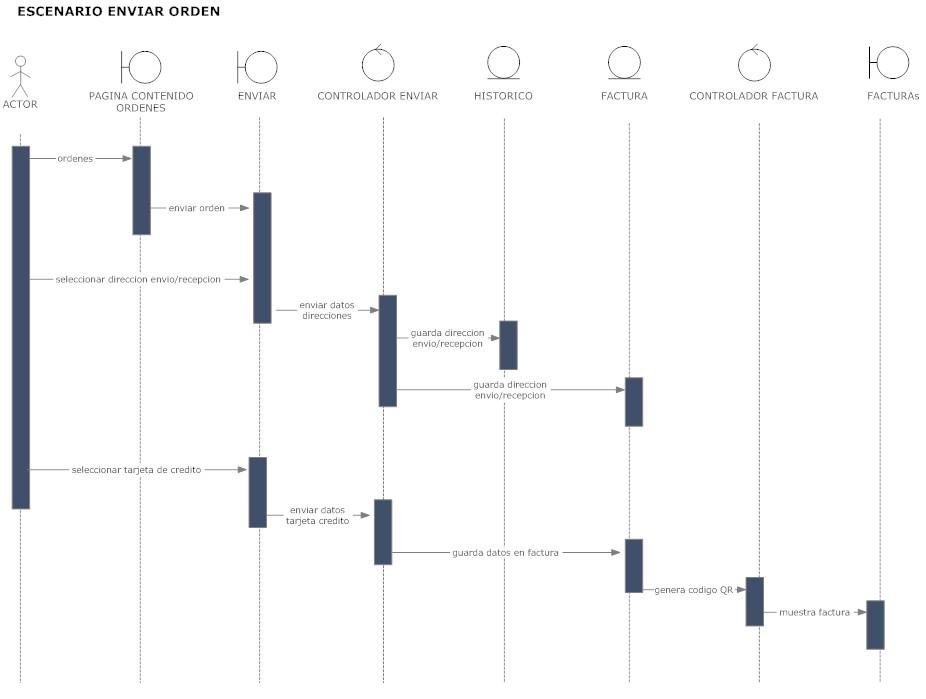 ESCENARIO ENVIAR ORDEN
ACTOR
PAGINA CONTENIDO
ORDENES
ENVIAR
CONTROLADOR ENVIAR
HISTORICO
FACTURA
CONTROLADOR FACTURA
FACTURAs
ordenes
enviar orden
seleccionar direccion envio/recepcion
enviar datos
direcciones
guarda direccion
envio/recepcion
guarda direccion
envio/recepcion
seleccionar tarjeta de credito
enviar datos
tarjeta credito
guarda datos en factura
genera codigo QR
muestra factura